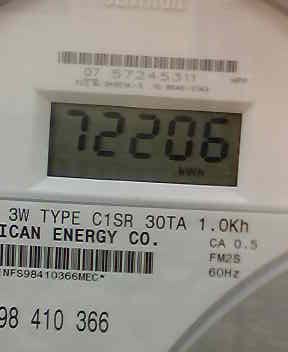 07 57245311
72206
kWh
3W TYPE C1SR 30TA 1.0Kh
ICAN ENERGY CO.
CA 0.5
FM2S
60Hz
NFS98410366MEC*
98 410 366